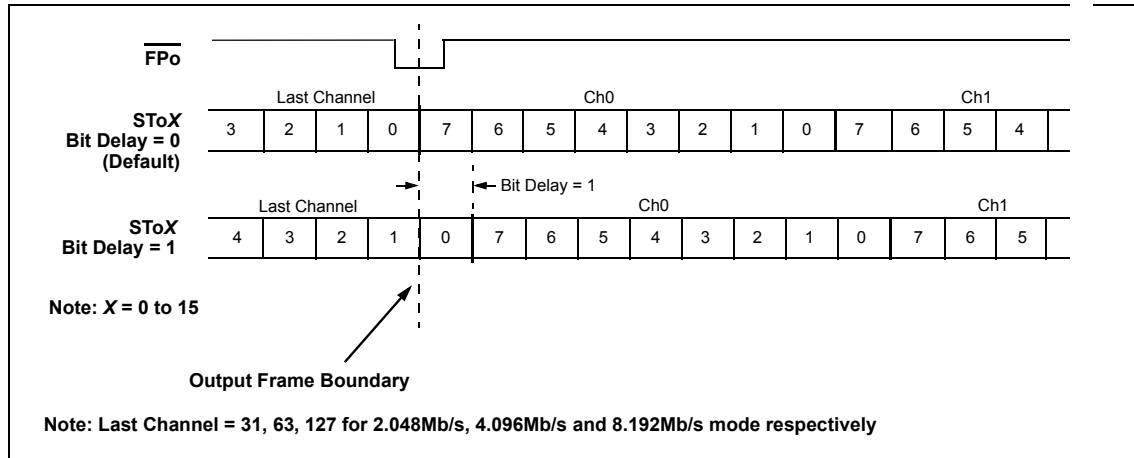 FPo
Last Channel Ch0 Ch1
SToX
Bit Delay = 0
(Default)
3 2 1 0 7 6 5 4 3 2 1 0 7 6 5 4
Bit Delay = 1
Last Channel Ch0 Ch1
SToX
Bit Delay = 1
4 3 2 1 0 7 6 5 4 3 2 1 0 7 6 5
Note: X = 0 to 15
Output Frame Boundary
Note: Last Channel = 31, 63, 127 for 2.048Mb/s, 4.096Mb/s and 8.192Mb/s mode respectively